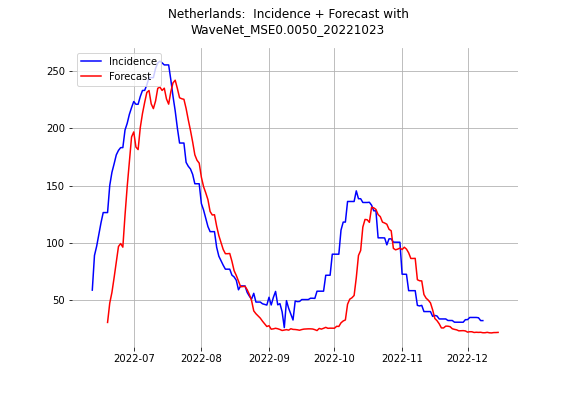 Netherlands:  Incidence + Forecast with
WaveNet_MSE0.0050_20221023
Incidence
Forecast
250
200
150
100
50
2022-07
2022-08
2022-09
2022-10
2022-11
2022-12